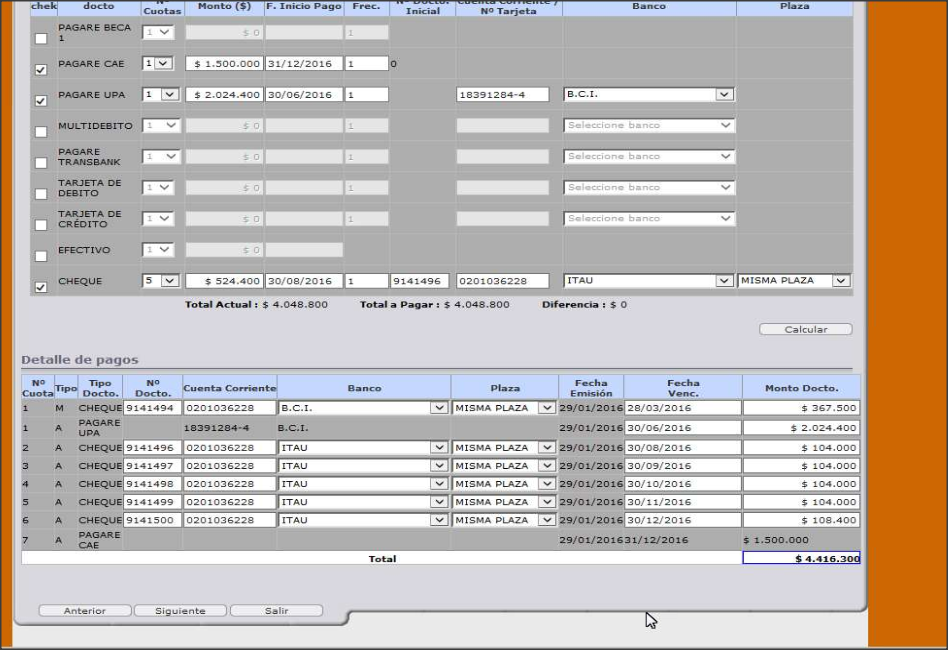 chek docto Cuotas Monto ($) F. Inicio Pago Frec. Inicial Nº Tarjeta Banco Plaza
PAGARE BECA 1 1 $ 0 1
PAGARE CAE 1 $ 1.500.000 31/12/2016 1 0
PAGARE UPA 1 $ 2.024.400 30/06/2016 1 18391284-4 B.C.I.
MULTIDEBITO 1 $ 0 1 Seleccione banco
PAGARE TRANSBANK 1 $ 0 1 Seleccione banco
TARJETA DE DEBITO 1 $ 0 1 Seleccione banco
TARJETA DE CRÉDITO 1 $ 0 1 Seleccione banco
EFECTIVO 1 $ 0
CHEQUE 5 $ 524.400 30/08/2016 1 9141496 0201036228 ITAU MISMA PLAZA
Total Actual : $ 4.048.800 Total a Pagar : $ 4.048.800 Diferencia : $ 0
Calcular
Detalle de pagos
Nº Cuota Tipo Tipo Docto. Nº Docto. Cuenta Corriente Banco Plaza Fecha Emisión Fecha Venc. Monto Docto.
1 M CHEQUE 9141494 0201036228 B.C.I. MISMA PLAZA 29/01/2016 28/03/2016 $ 367.500
1 A PAGARE UPA 18391284-4 B.C.I. 29/01/2016 30/06/2016 $ 2.024.400
2 A CHEQUE 9141496 0201036228 ITAU MISMA PLAZA 29/01/2016 30/08/2016 $ 104.000
3 A CHEQUE 9141497 0201036228 ITAU MISMA PLAZA 29/01/2016 30/09/2016 $ 104.000
4 A CHEQUE 9141498 0201036228 ITAU MISMA PLAZA 29/01/2016 30/10/2016 $ 104.000
5 A CHEQUE 9141499 0201036228 ITAU MISMA PLAZA 29/01/2016 30/11/2016 $ 104.000
6 A CHEQUE 9141500 0201036228 ITAU MISMA PLAZA 29/01/2016 30/12/2016 $ 108.400
7 A PAGARE CAE 29/01/2016 31/12/2016 $ 1.500.000
Total $ 4.416.300
Anterior Siguiente Salir